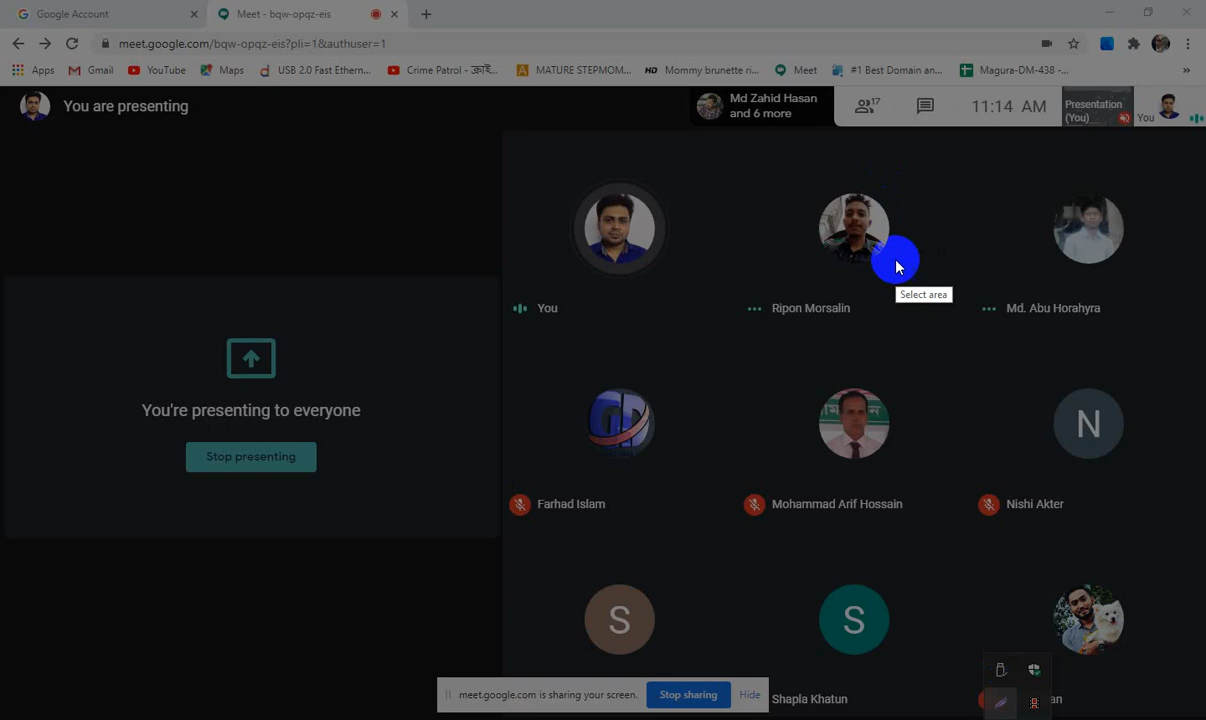 Google Account
Meet - bqw-opqz-eis
meet.google.com/bqw-opqz-eis?pli=1&authuser=1
Apps
Gmail
YouTube
Maps
USB 2.0 Fast Ethern...
Crime Patrol - ক্রাই...
MATURE STEPMOM...
HD Mommy brunette ri...
Meet
#1 Best Domain an...
Magura-DM-438 -...
»
You are presenting
Md Zahid Hasan
and 6 more
17
11:14 AM
Presentation
(You)
You
Select area
You
Ripon Morsalin
Md. Abu Horahyra
You're presenting to everyone
Stop presenting
Farhad Islam
Mohammad Arif Hossain
N
Nishi Akter
S
S
meet.google.com is sharing your screen.
Stop sharing
Hide
Shapla Khatun